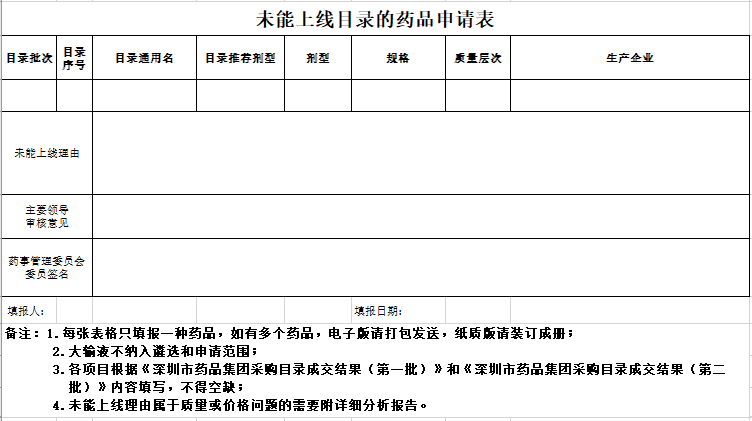 未能上线目录的药品申请表
目录批次 目录序号 目录通用名 目录推荐剂型 剂型 规格 质量层次 生产企业
未能上线理由
主要领导
审核意见
药事管理委员会
委员签名
填报人： 填报日期：
备注：1.每张表格只填报一种药品，如有多个药品，电子版请打包发送，纸质版请装订成册；
2.大输液不纳入遴选和申请范围；
3.各项目根据《深圳市药品集团采购目录成交结果（第一批）》和《深圳市药品集团采购目录成交结果（第二
批）》内容填写，不得空缺；
4.未能上线理由属于质量或价格问题的需要附详细分析报告。